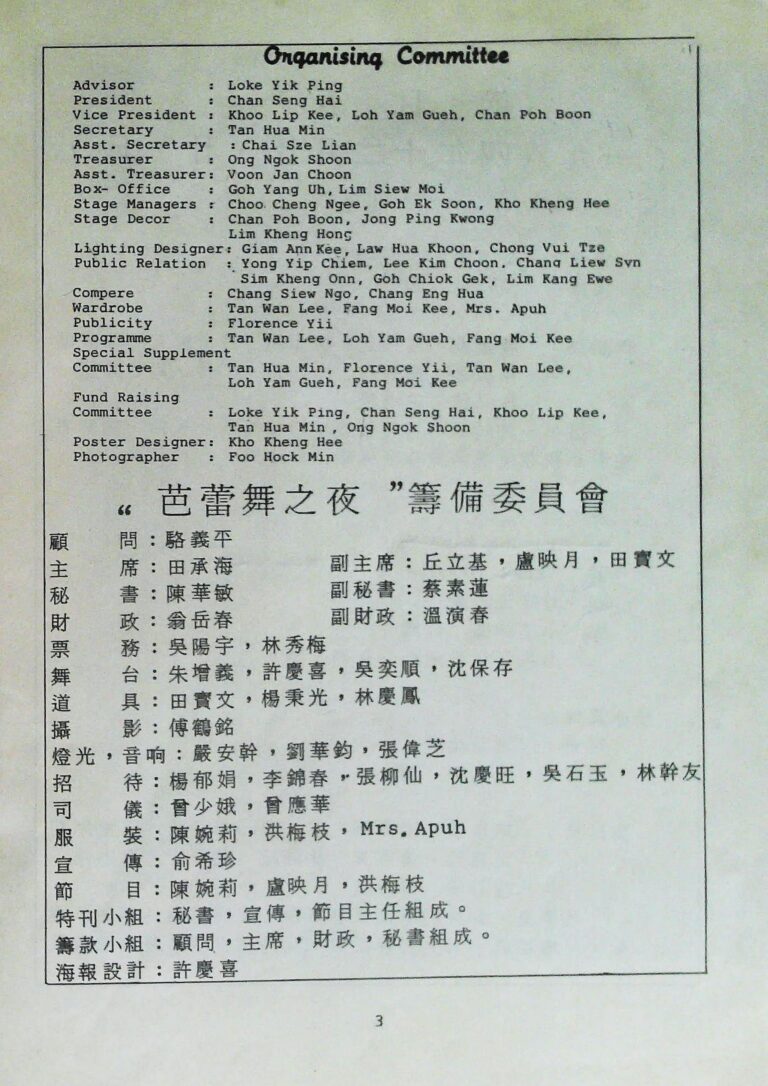 Organising Committee
Advisor : Loke Yik Ping
President : Chan Seng Hai
Vice President : Khoo Lip Kee, Loh Yam Gueh, Chan Poh Boon
Secretary : Tan Hua Min
Asst. Secretary : Chai Sze Lian
Treasurer : Ong Ngok Shoon
Asst. Treasurer: Voon Jan Choon
Box- Office : Goh Yang Uh, Lim Siew Moi
Stage Managers : Choo Cheng Ngee, Goh Ek Soon, Kho Kheng Hee
Stage Decor : Chan Poh Boon, Jong Ping Kwong
Lim Kheng Hong
Lighting Designer: Giam Ann Kee, Law Hua Khoon, Chong Vui Tze
Public Relation : Yong Yip Chiem, Lee Kim Choon, Chang Liew Syn
Sim Kheng Onn, Goh Chiok Gek, Lim Kang Ewe
Compere : Chang Siew Ngo, Chang Eng Hua
Wardrobe : Tan Wan Lee, Fang Moi Kee, Mrs. Apuh
Publicity : Florence Yii
Programme : Tan Wan Lee, Loh Yam Gueh, Fang Moi Kee
Special Supplement
Committee : Tan Hua Min, Florence Yii, Tan Wan Lee,
Loh Yam Gueh, Fang Moi Kee
Fund Raising
Committee : Loke Yik Ping, Chan Seng Hai, Khoo Lip Kee,
Tan Hua Min, Ong Ngok Shoon
Poster Designer: Kho Kheng Hee
Photographer : Foo Hock Min
“芭蕾舞之夜”籌備委員會
顧問：駱義平
主席：田承海 副主席：丘立基，盧映月，田寶文
秘書：陳華敏 副秘書：蔡素蓮
財政：翁岳春 副財政：溫演春
票務：吳陽宇，林秀梅
舞台：朱增義，許慶喜，吳奕順，沈保存
道具：田寶文，楊秉光，林慶鳳
攝影：傅鶴銘
燈光，音响：嚴安幹，劉華鈞，張偉芝
招待：楊郁娟，李錦春，張柳仙，沈慶旺，吳石玉，林幹友
司儀：曾少娥，曾應華
服裝：陳婉莉，洪梅枝，Mrs. Apuh
宣傳：俞希珍
節目：陳婉莉，盧映月，洪梅枝
特刊小組：秘書，宣傳，節目主任組成。
籌款小組：顧問，主席，財政，秘書組成。
海報設計：許慶喜
3